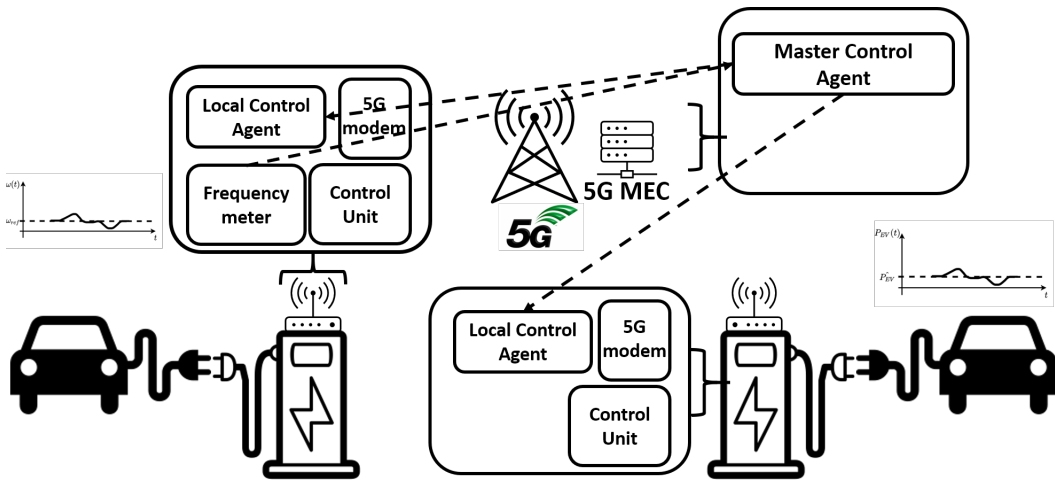 Master Control
Agent
Local Control
Agent
5G
modem
Frequency
meter
Control
Unit
5G MEC
5G
ω(t)
ω_ref
t
P_EV(t)
P*_EV
t
Local Control
Agent
5G
modem
Control
Unit